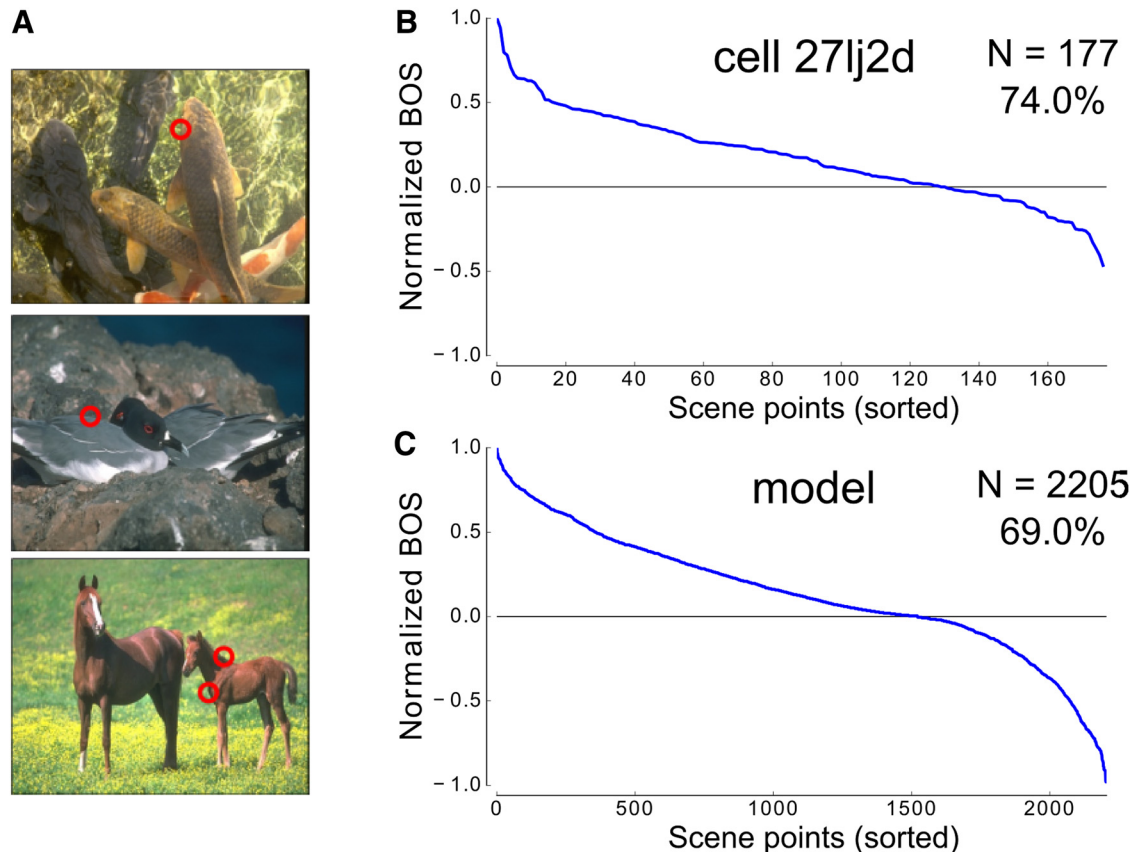 A
B
1.0
0.5
0.0
−0.5
−1.0
Normalized BOS
cell 27lj2d
N = 177
74.0%
0 20 40 60 80 100 120 140 160
Scene points (sorted)
C
1.0
0.5
0.0
−0.5
−1.0
Normalized BOS
model
N = 2205
69.0%
0 500 1000 1500 2000
Scene points (sorted)